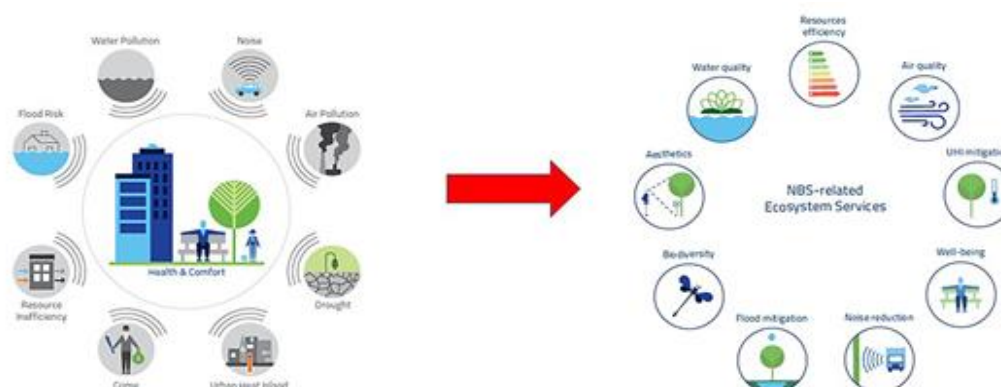 Water Pollution
Noise
Flood Risk
Air Pollution
Health & Comfort
Resource
Inefficiency
Drought
Crime
Urban Heat Island
Resources
efficiency
Water quality
Air quality
Aesthetics
UHI mitigation
NBS-related
Ecosystem Services
Biodiversity
Well-being
Flood mitigation
Noise reduction